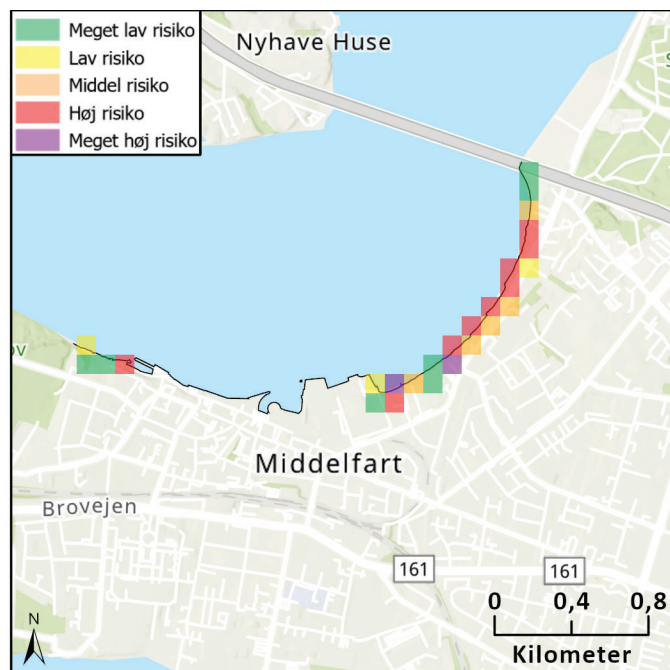 Meget lav risiko
Lav risiko
Middel risiko
Høj risiko
Meget høj risiko
Nyhave Huse
Middelfart
Brovejen
161
161
0 0,4 0,8
Kilometer
N